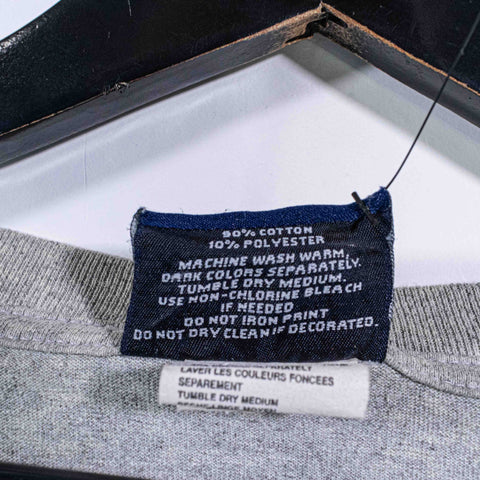 90% COTTON
10% POLYESTER
MACHINE WASH WARM,
DARK COLORS SEPARATELY.
TUMBLE DRY MEDIUM.
USE NON-CHLORINE BLEACH
IF NEEDED
DO NOT IRON PRINT
DO NOT DRY CLEAN IF DECORATED.
SEPARATELY
LAVER LES COULEURS FONCEES
SEPAREMENT
TUMBLE DRY MEDIUM